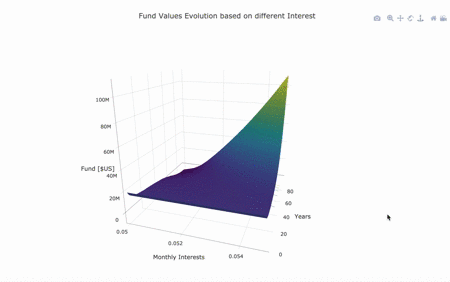 Fund Values Evolution based on different Interest
100M
80M
60M
Fund [$US]
40M
20M
0
0.05
0.052
0.054
Monthly Interests
80
60
40
Years
20
0